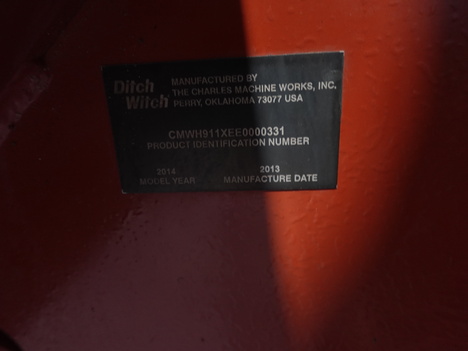 Ditch Witch
MANUFACTURED BY
THE CHARLES MACHINE WORKS, INC.
PERRY, OKLAHOMA 73077 USA
CMWH911XEE0000331
PRODUCT IDENTIFICATION NUMBER
2014 2013
MODEL YEAR MANUFACTURE DATE